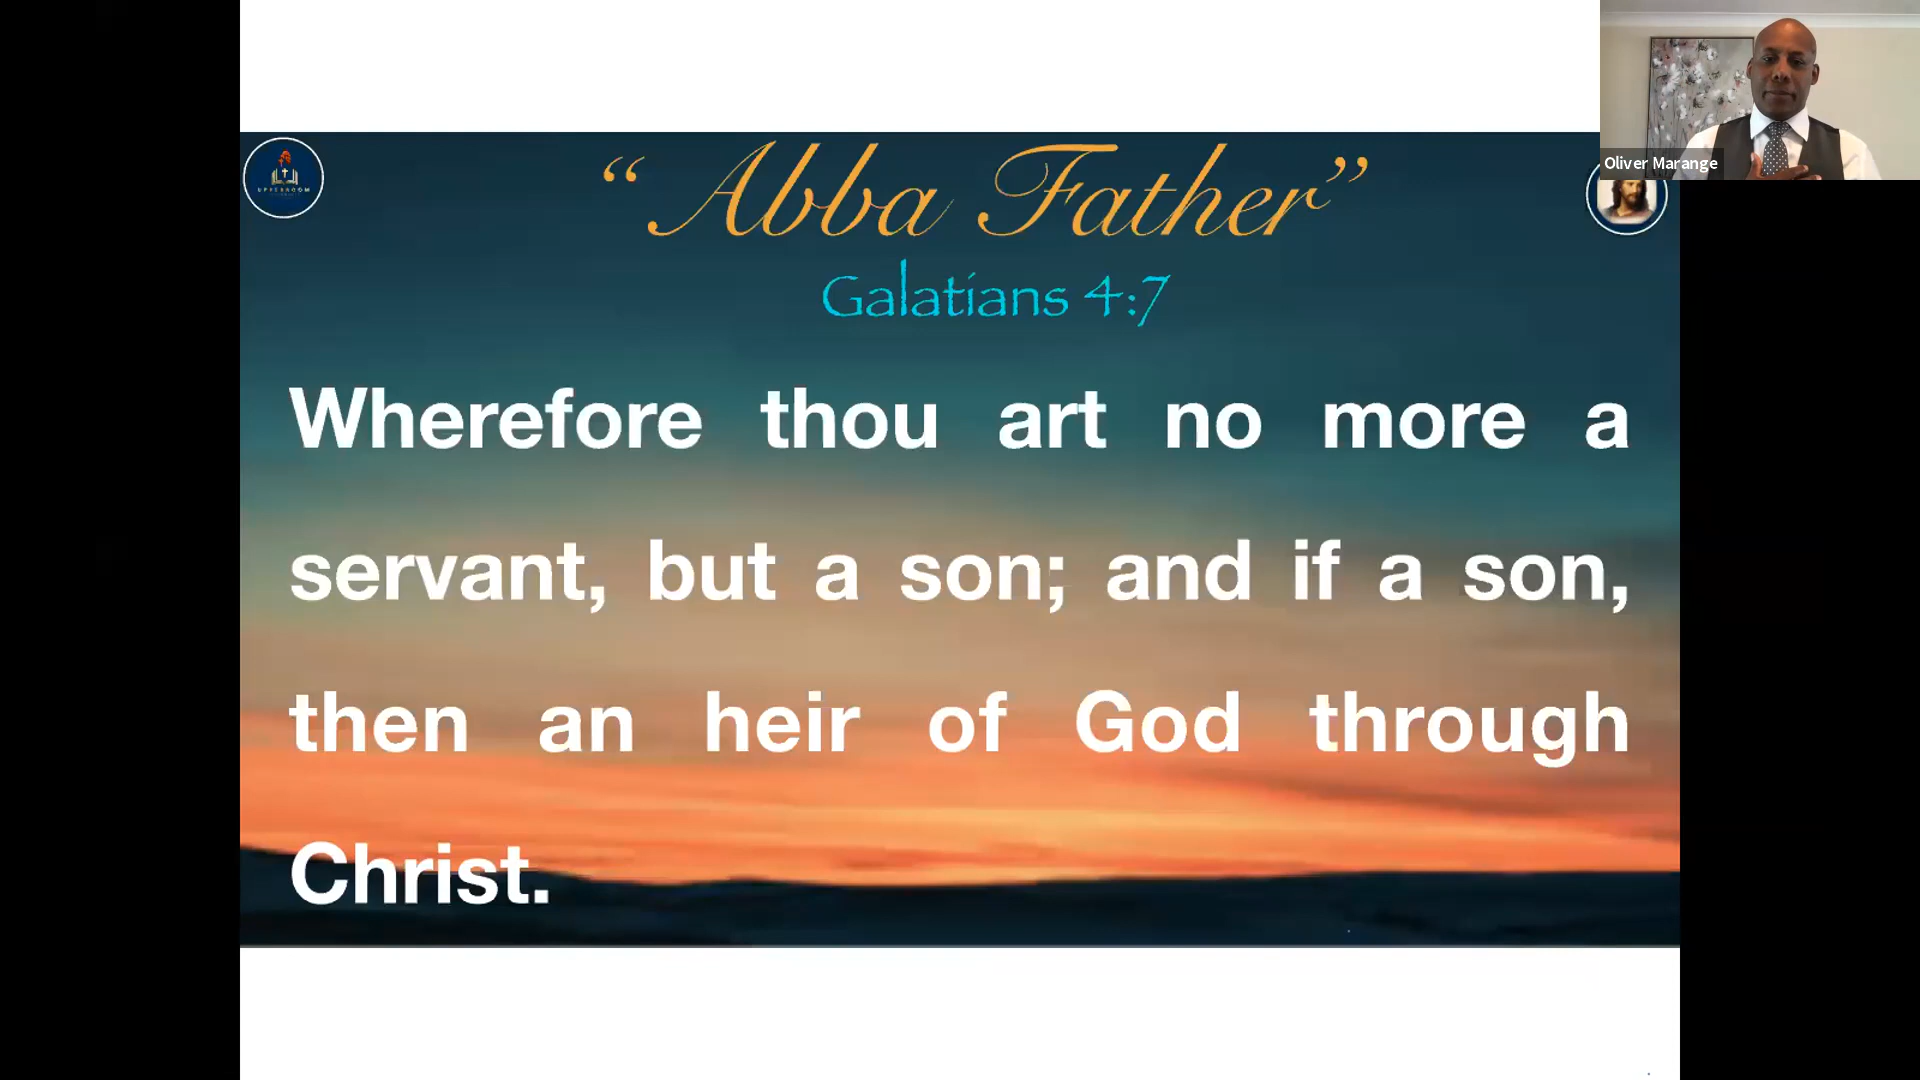 Oliver Marange
UPPERROOM
“Abba Father”
Galatians 4:7
Wherefore thou art no more a
servant, but a son; and if a son,
then an heir of God through
Christ.